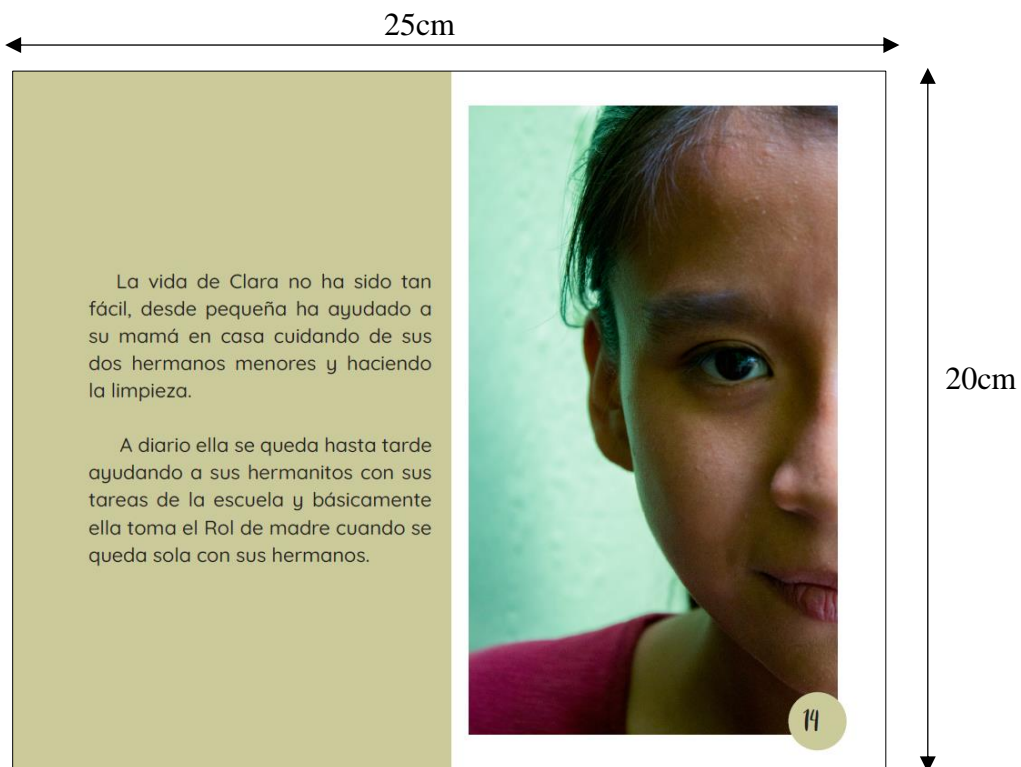 25cm
La vida de Clara no ha sido tan
fácil, desde pequeña ha ayudado a
su mamá en casa cuidando de sus
dos hermanos menores y haciendo
la limpieza.
A diario ella se queda hasta tarde
ayudando a sus hermanitos con sus
tareas de la escuela y básicamente
ella toma el Rol de madre cuando se
queda sola con sus hermanos.
20cm
14